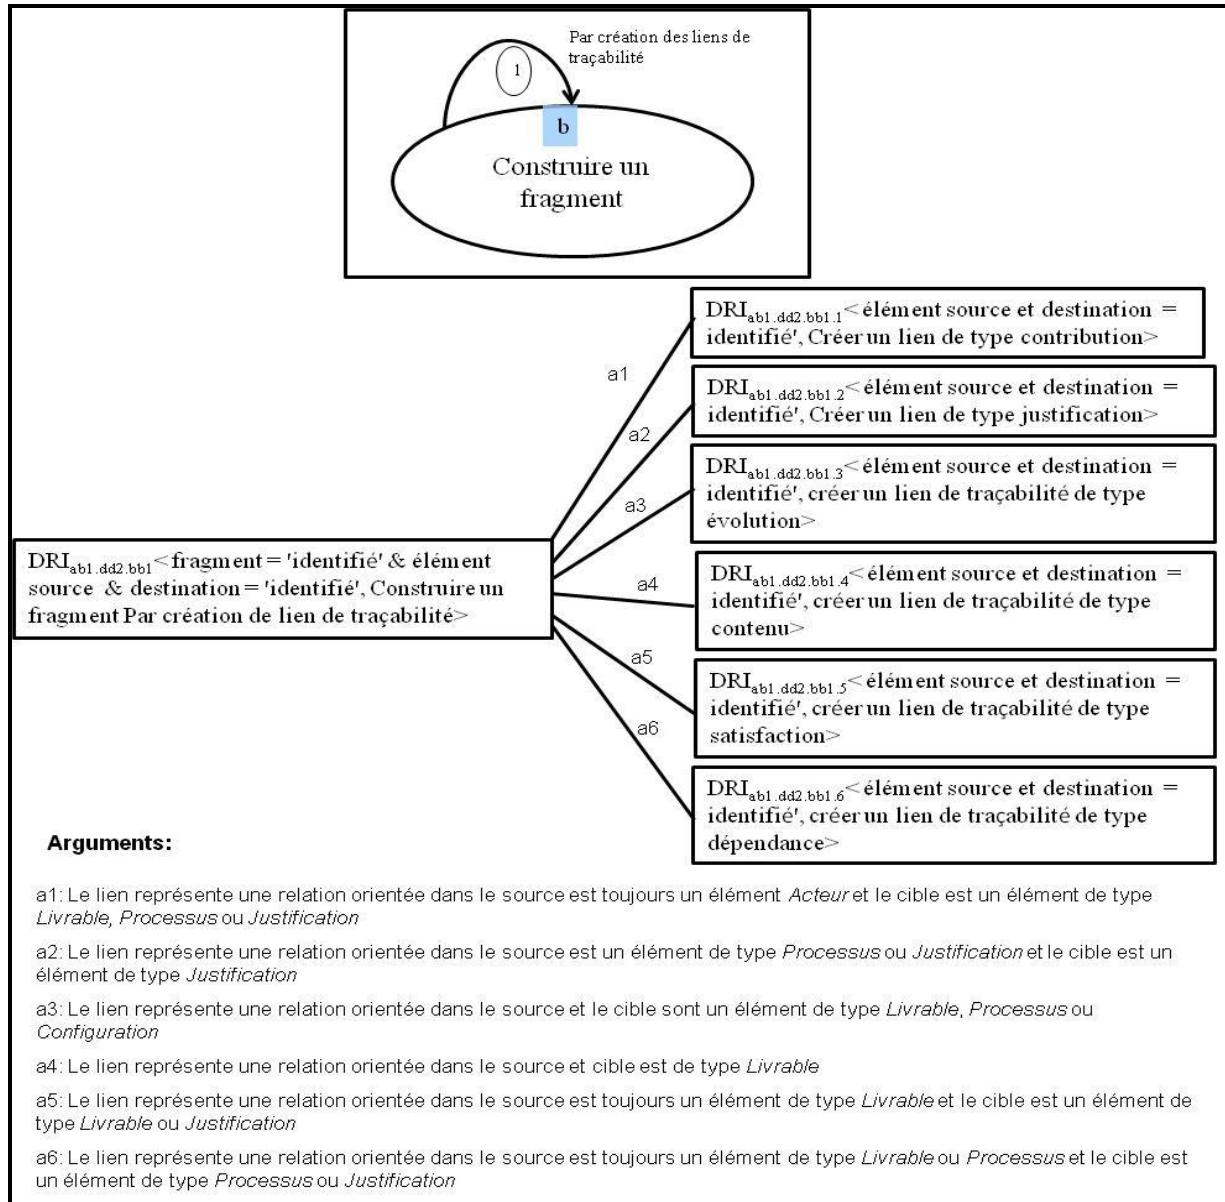 Par création des liens de
traçabilité
1
b
Construire un
fragment
DRIab1.dd2.bb1.1<élément source et destination =
identifié', Créer un lien de type contribution>
a1
DRIab1.dd2.bb1.2<élément source et destination =
identifié', Créer un lien de type justification>
a2
DRIab1.dd2.bb1.3<élément source et destination =
identifié', créer un lien de traçabilité de type
évolution>
a3
DRIab1.dd2.bb1<fragment = 'identifié' & élément
source & destination = 'identifié', Construire un
fragment Par création de lien de traçabilité>
a4
DRIab1.dd2.bb1.4<élément source et destination =
identifié', créer un lien de traçabilité de type
contenu>
a5
DRIab1.dd2.bb1.5<élément source et destination =
identifié', créer un lien de traçabilité de type
satisfaction>
a6
DRIab1.dd2.bb1.6<élément source et destination =
identifié', créer un lien de traçabilité de type
dépendance>
Arguments:
a1: Le lien représente une relation orientée dans le source est toujours un élément Acteur et le cible est un élément de type
Livrable, Processus ou Justification
a2: Le lien représente une relation orientée dans le source est un élément de type Processus ou Justification et le cible est un
élément de type Justification
a3: Le lien représente une relation orientée dans le source et le cible sont un élément de type Livrable, Processus ou
Configuration
a4: Le lien représente une relation orientée dans le source et cible est de type Livrable
a5: Le lien représente une relation orientée dans le source est toujours un élément de type Livrable et le cible est un élément de
type Livrable ou Justification
a6: Le lien représente une relation orientée dans le source est toujours un élément de type Livrable ou Processus et le cible est
un élément de type Processus ou Justification